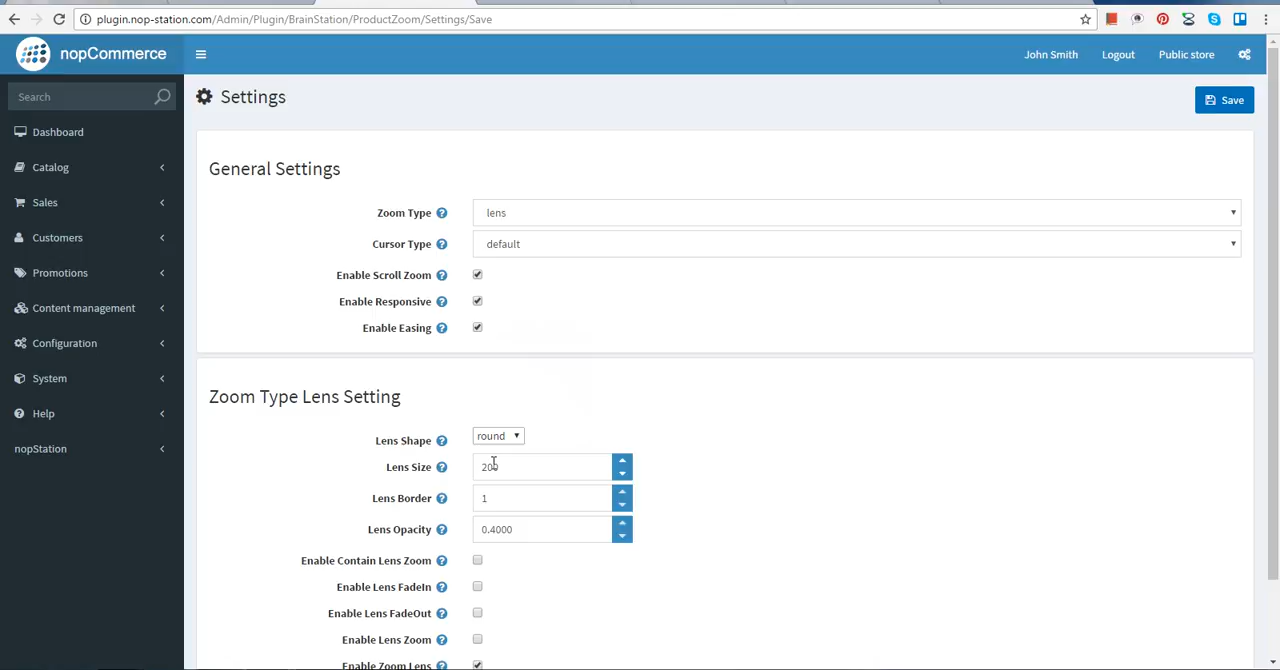 plugin.nop-station.com/Admin/Plugin/BrainStation/ProductZoom/Settings/Save
nopCommerce
John Smith
Logout
Public store
Search
Dashboard
Catalog
Sales
Customers
Promotions
Content management
Configuration
System
Help
nopStation
Settings
Save
General Settings
Zoom Type
lens
Cursor Type
default
Enable Scroll Zoom
Enable Responsive
Enable Easing
Zoom Type Lens Setting
Lens Shape
round
Lens Size
200
Lens Border
1
Lens Opacity
0.4000
Enable Contain Lens Zoom
Enable Lens FadeIn
Enable Lens FadeOut
Enable Lens Zoom
Enable Zoom Lens